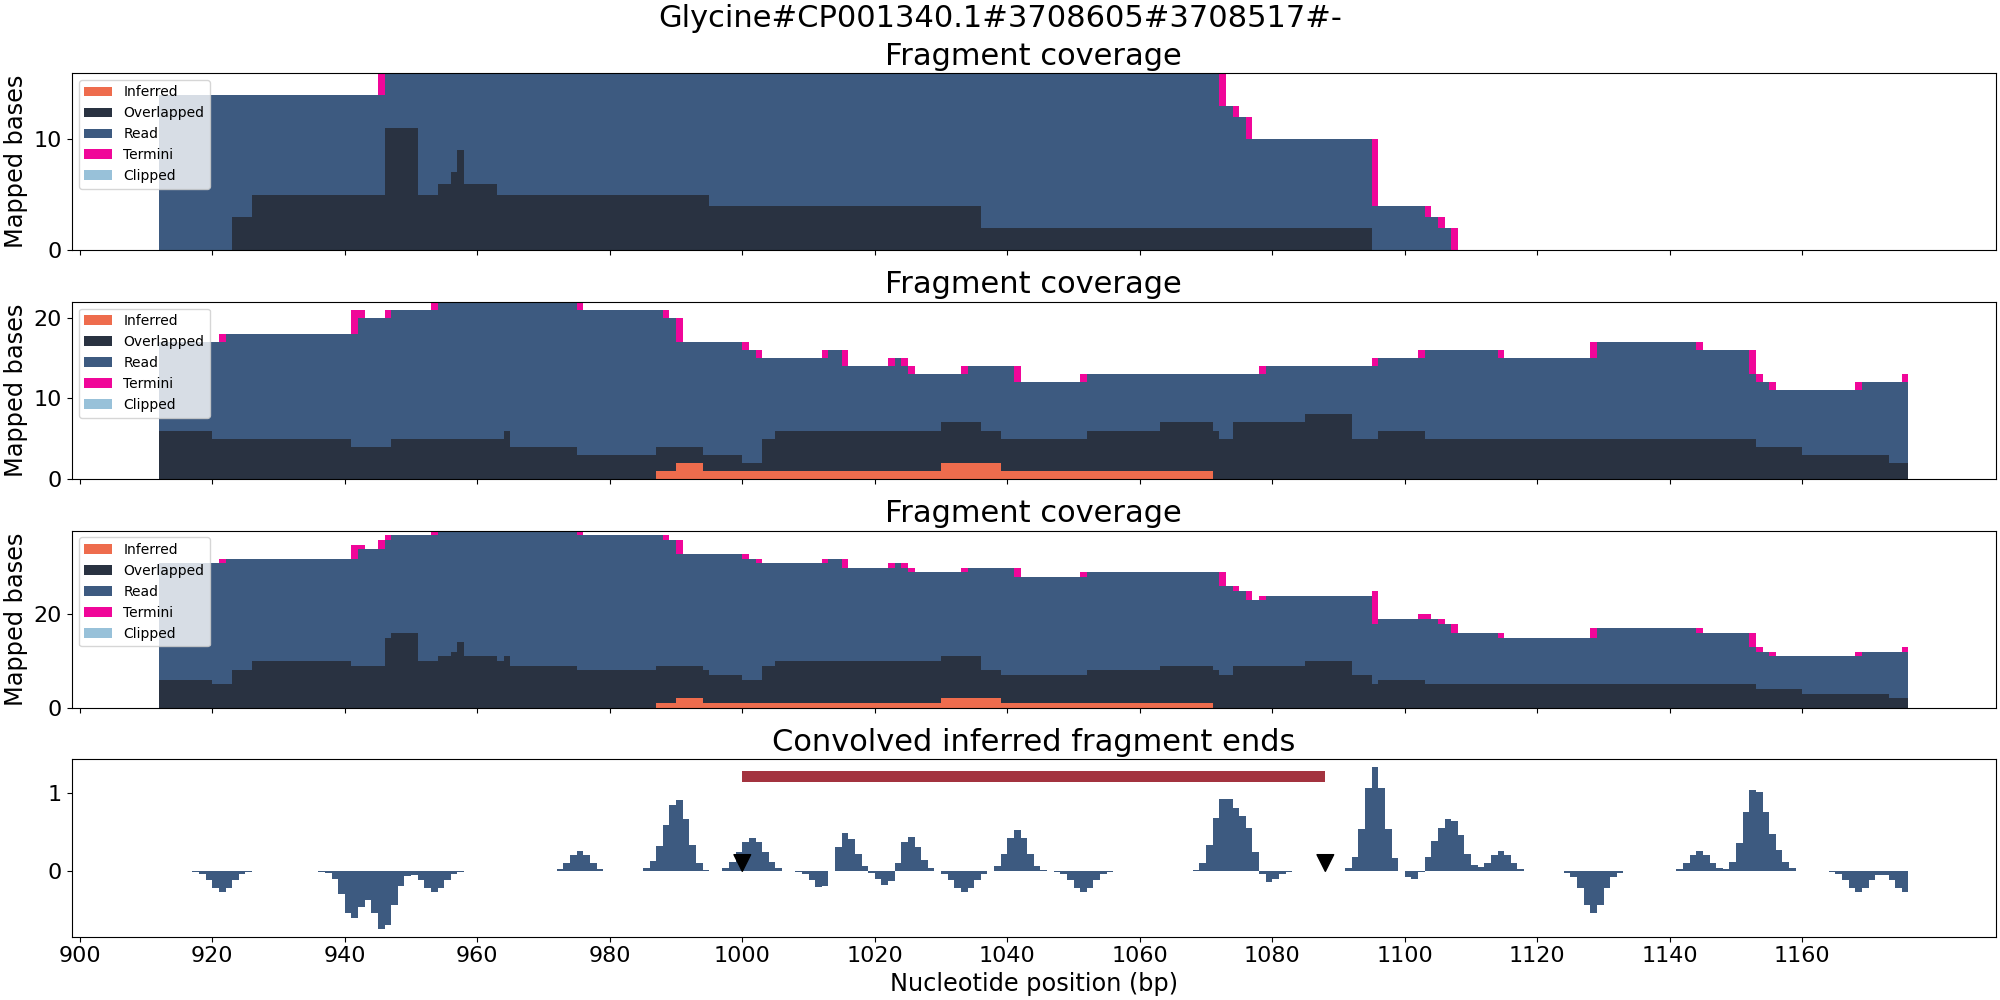 Glycine#CP001340.1#3708605#3708517#-
Fragment coverage
Mapped bases
10
0
Inferred
Overlapped
Read
Termini
Clipped
Fragment coverage
Mapped bases
20
10
0
Inferred
Overlapped
Read
Termini
Clipped
Fragment coverage
Mapped bases
20
0
Inferred
Overlapped
Read
Termini
Clipped
Convolved inferred fragment ends
1
0
900 920 940 960 980 1000 1020 1040 1060 1080 1100 1120 1140 1160
Nucleotide position (bp)